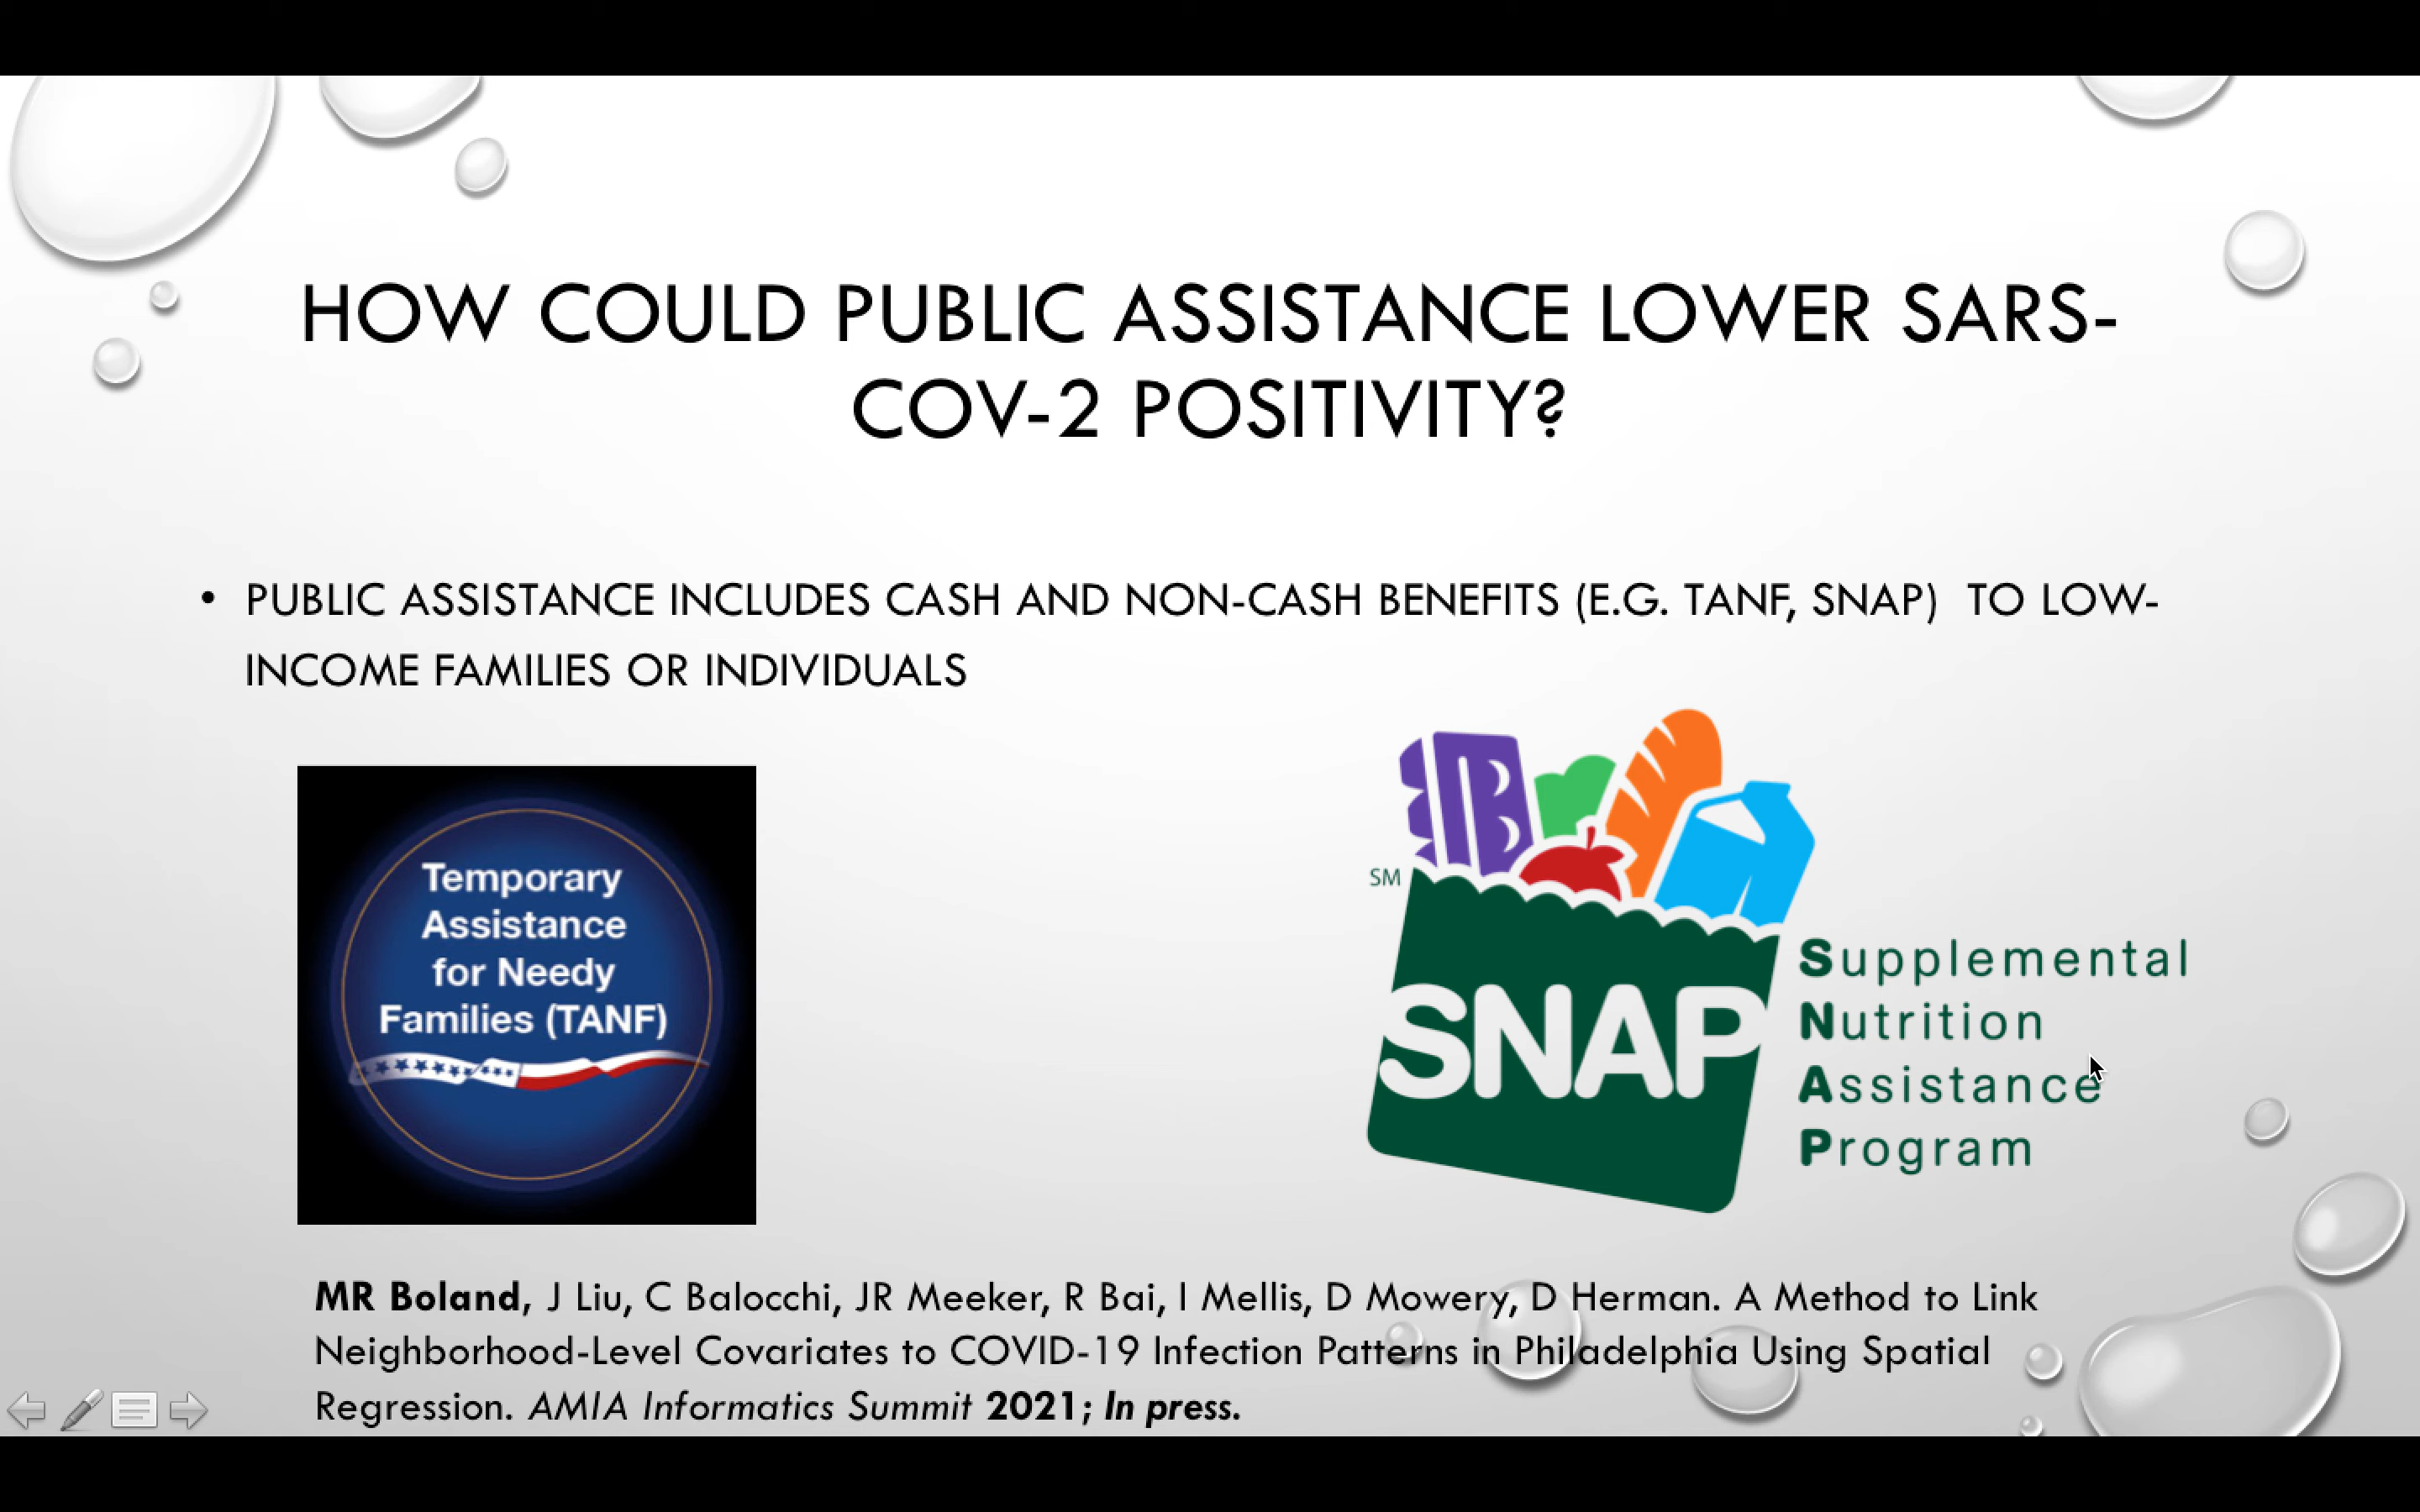 HOW COULD PUBLIC ASSISTANCE LOWER SARS-
COV-2 POSITIVITY?
• PUBLIC ASSISTANCE INCLUDES CASH AND NON-CASH BENEFITS (E.G. TANF, SNAP) TO LOW-
INCOME FAMILIES OR INDIVIDUALS
Temporary
Assistance
for Needy
Families (TANF)
SM
SNAP
Supplemental
Nutrition
Assistance
Program
MR Boland, J Liu, C Balocchi, JR Meeker, R Bai, I Mellis, D Mowery, D Herman. A Method to Link
Neighborhood-Level Covariates to COVID-19 Infection Patterns in Philadelphia Using Spatial
Regression. AMIA Informatics Summit 2021; In press.